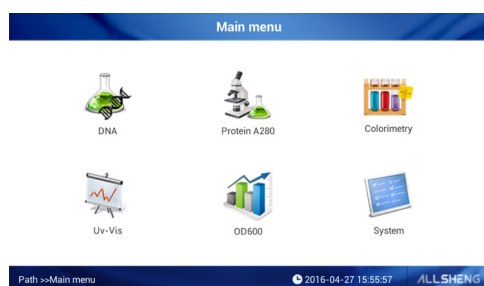 Main menu
DNA
Protein A280
Colorimetry
Uv-Vis
OD600
System
Path >>Main menu
2016-04-27 15:55:57
ALLSHENG